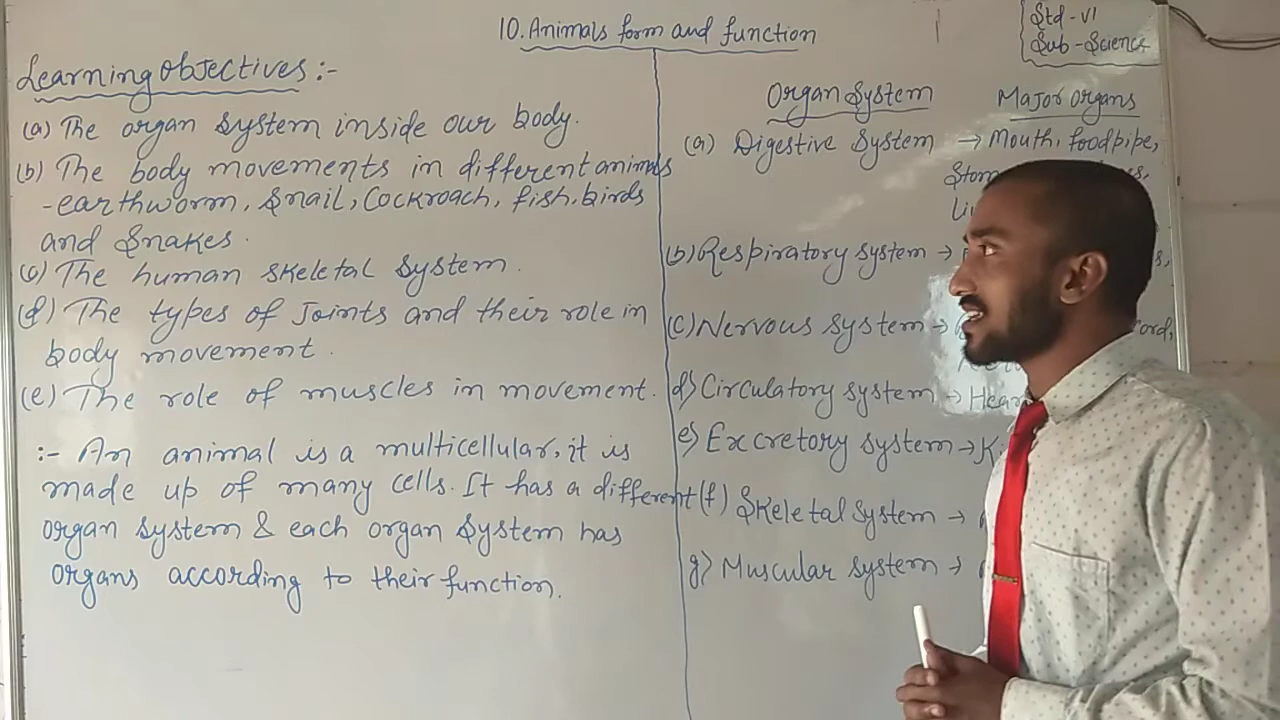 10. Animals form and function
Std - VI
Sub - Science
Learning Objectives :-
(a) The organ system inside our body.
(b) The body movements in different animals
- earthworm, Snail, Cockroach, fish, birds
and Snakes.
(c) The human skeletal system.
(d) The types of Joints and their role in
body movement.
(e) The role of muscles in movement.
:- An animal is a multicellular, it is
made up of many cells. It has a different
organ system & each organ system has
organs according to their function.
Organ System Major Organs
(a) Digestive System → Mouth, foodpipe,
(b) Respiratory system →
(c) Nervous system →
d) Circulatory system →
e) Excretory system →
(f) Skeletal System →
g) Muscular system →